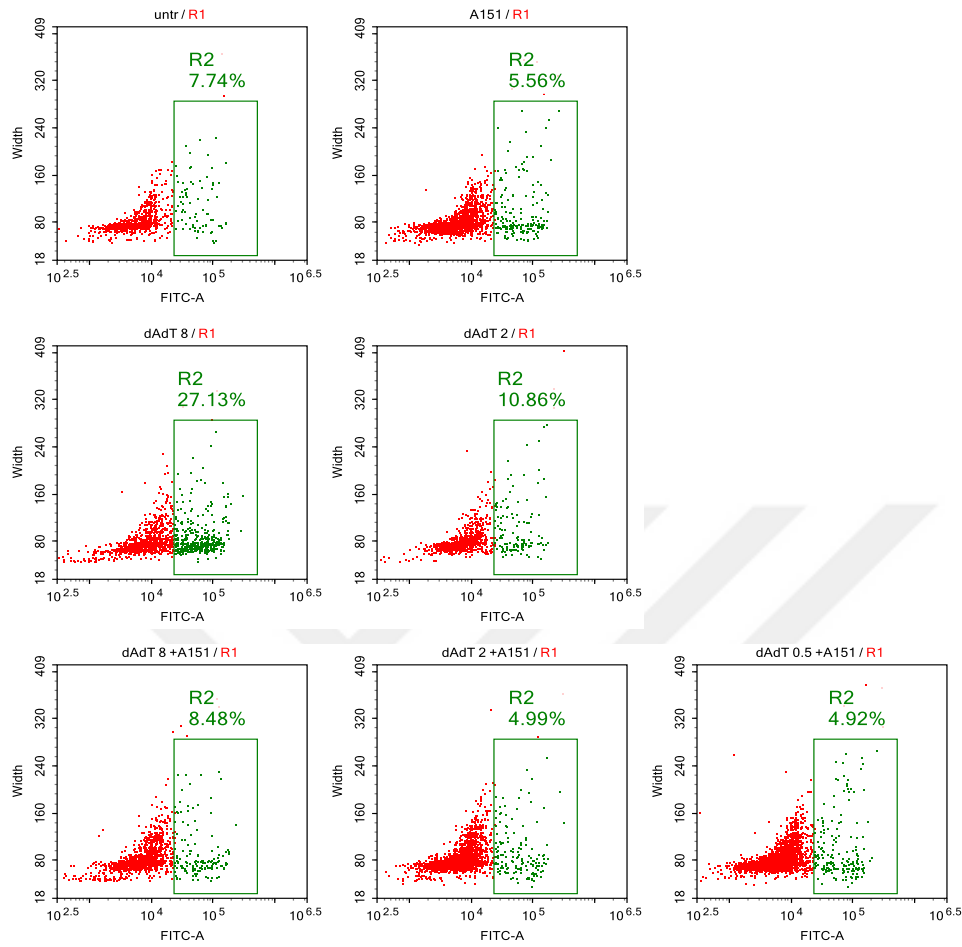 untr / R1
R2
7.74%
409
320
240
160
80
18
Width
10 2.5
10 4
10 5
10 6.5
FITC-A
A151 / R1
R2
5.56%
409
320
240
160
80
18
Width
10 2.5
10 4
10 5
10 6.5
FITC-A
dAdT 8 / R1
R2
27.13%
409
320
240
160
80
18
Width
10 2.5
10 4
10 5
10 6.5
FITC-A
dAdT 2 / R1
R2
10.86%
409
320
240
160
80
18
Width
10 2.5
10 4
10 5
10 6.5
FITC-A
dAdT 8 +A151 / R1
R2
8.48%
409
320
240
160
80
18
Width
10 2.5
10 4
10 5
10 6.5
FITC-A
dAdT 2 +A151 / R1
R2
4.99%
409
320
240
160
80
18
Width
10 2.5
10 4
10 5
10 6.5
FITC-A
dAdT 0.5 +A151 / R1
R2
4.92%
409
320
240
160
80
18
Width
10 2.5
10 4
10 5
10 6.5
FITC-A